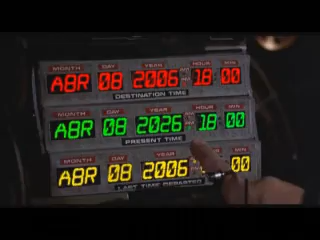 MONTH DAY YEAR HOUR MIN
ABR 08 2006 18 00
DESTINATION TIME
MONTH DAY YEAR HOUR MIN
ABR 08 2026 18 00
PRESENT TIME
MONTH DAY YEAR MIN
ABR 08 2006 00
LAST TIME DEPARTED